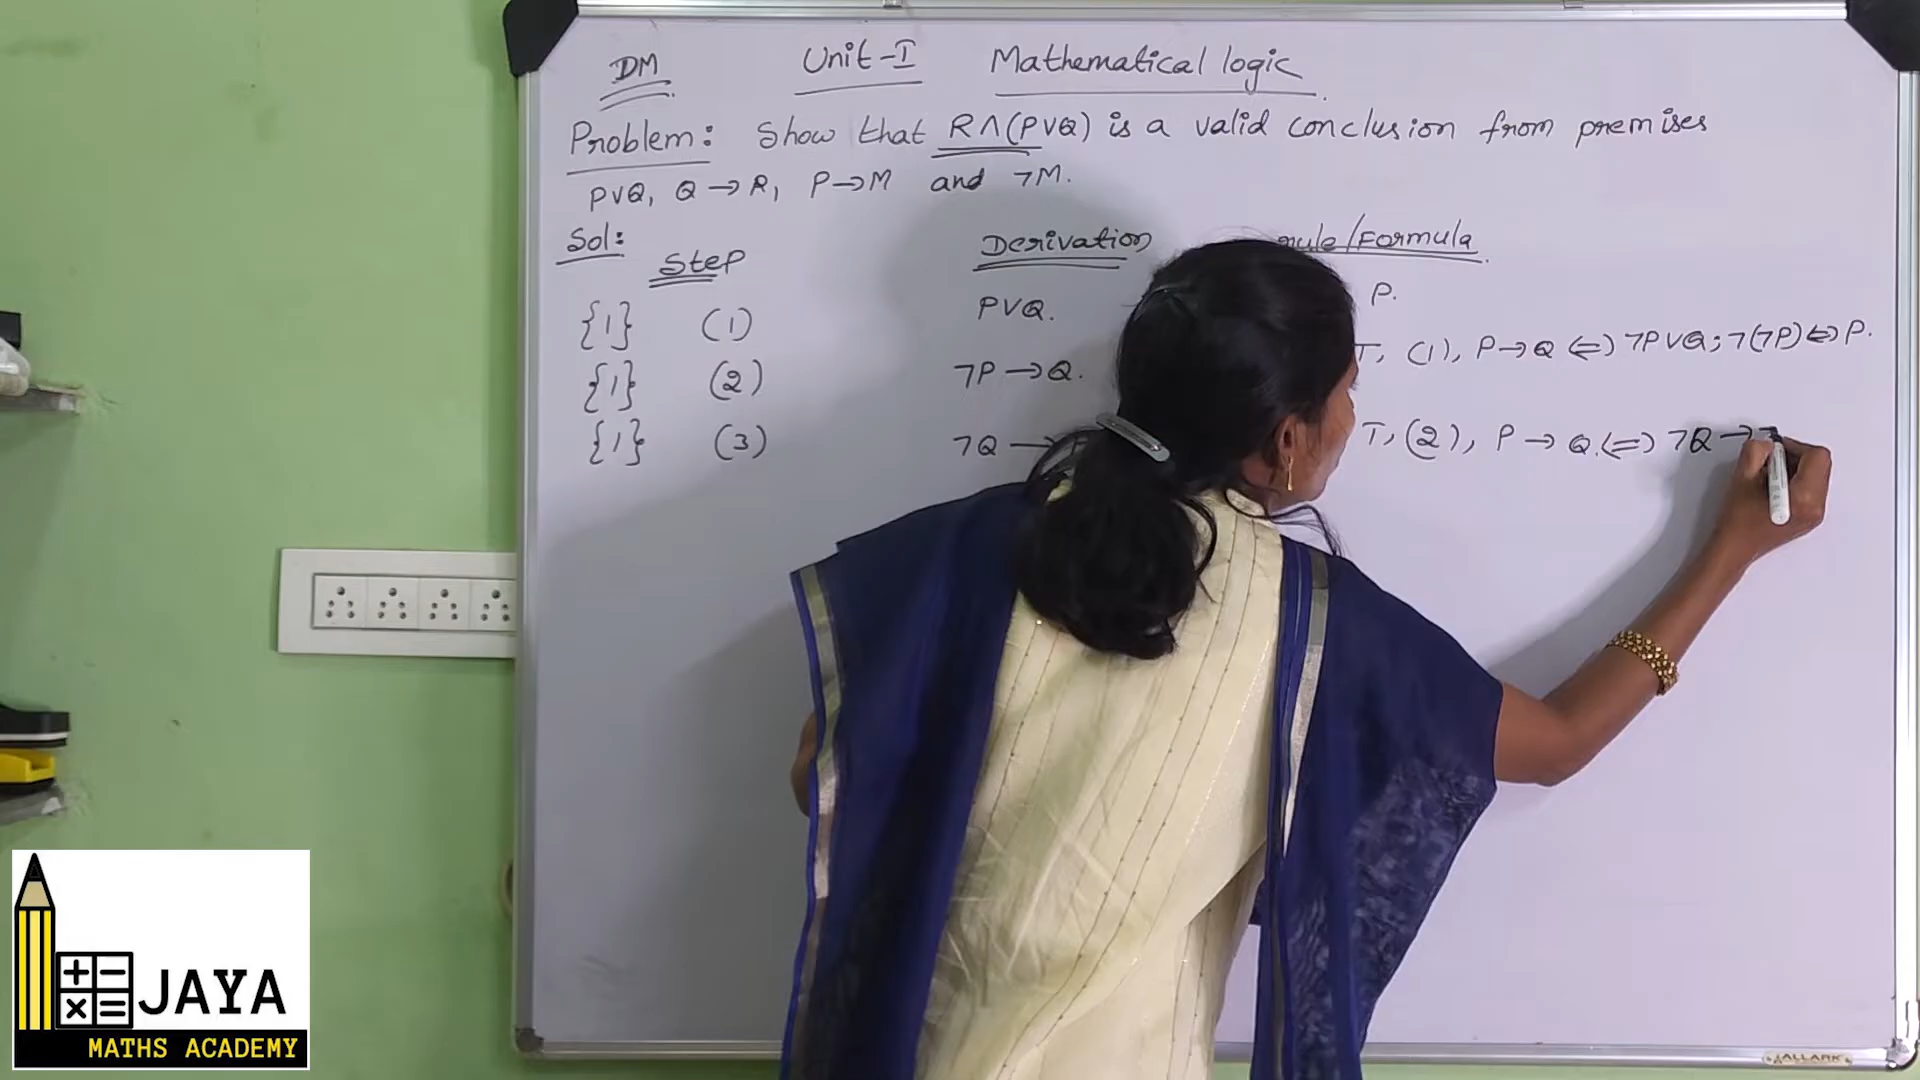 DM Unit-I Mathematical logic
Problem: Show that R∧(P∨Q) is a valid conclusion from premises
P∨Q, Q→R, P→M and ¬M.
Sol:
Step Derivation Rule/Formula
{1} (1) P∨Q. P.
{1} (2) ¬P→Q. T, (1), P→Q⇔¬P∨Q; ¬(¬P)⇔P.
{1} (3) ¬Q→ T, (2), P→Q.⇔¬Q→¬
JAYA
MATHS ACADEMY
ALLARK